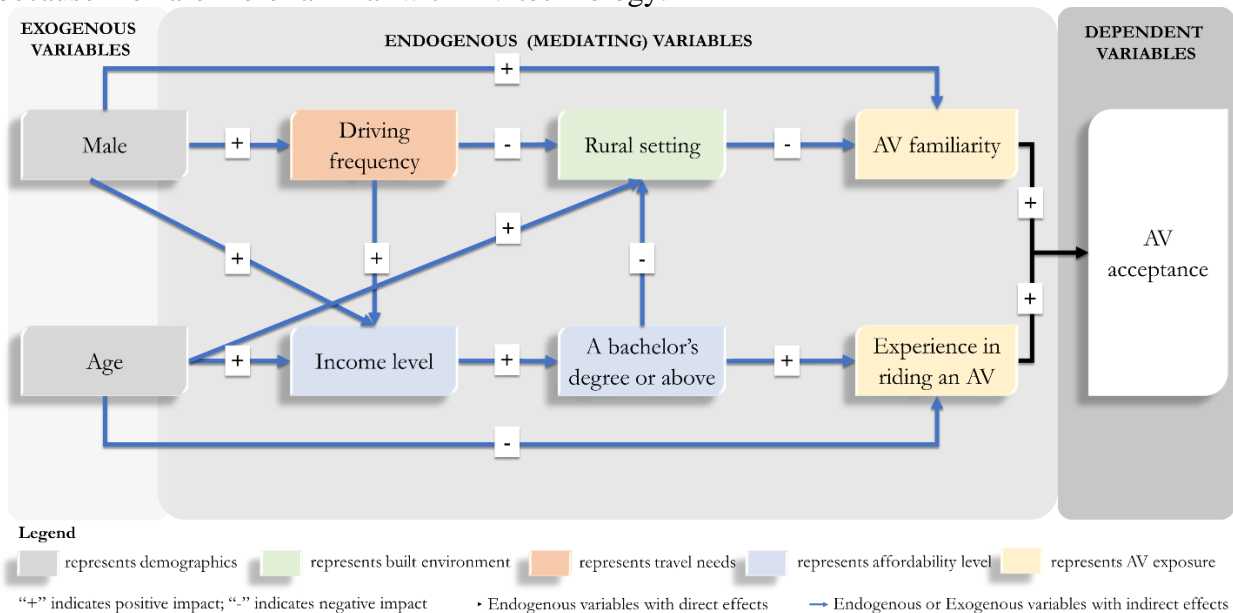 EXOGENOUS
VARIABLES
ENDOGENOUS (MEDIATING) VARIABLES
DEPENDENT
VARIABLES
+
Male
+
Driving
frequency
-
Rural setting
-
AV familiarity
+
+
+
+
-
AV
acceptance
+
Age
+
Income level
+
A bachelor's
degree or above
+
Experience in
riding an AV
-
Legend
represents demographics
represents built environment
represents travel needs
represents affordability level
represents AV exposure
"+" indicates positive impact; "-" indicates negative impact
Endogenous variables with direct effects
Endogenous or Exogenous variables with indirect effects